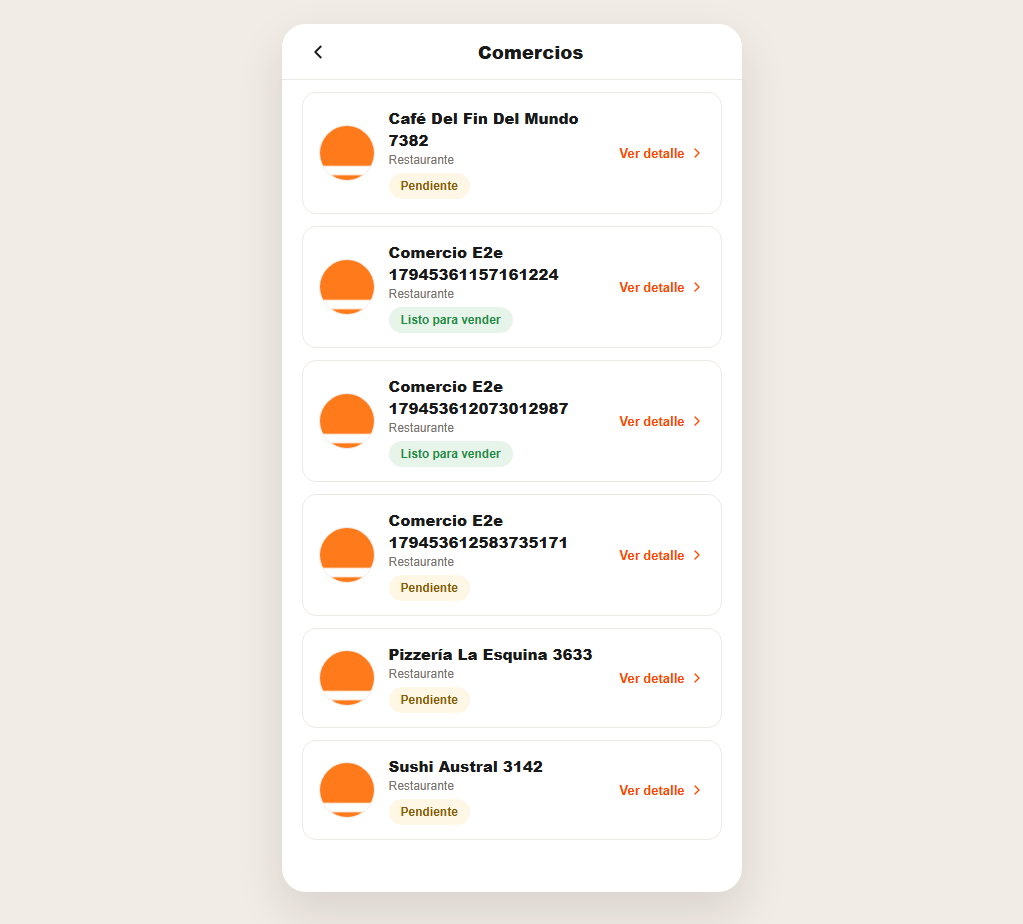 Comercios
Café Del Fin Del Mundo
7382
Restaurante
Pendiente
Ver detalle
Comercio E2e
17945361157161224
Restaurante
Listo para vender
Ver detalle
Comercio E2e
179453612073012987
Restaurante
Listo para vender
Ver detalle
Comercio E2e
179453612583735171
Restaurante
Pendiente
Ver detalle
Pizzería La Esquina 3633
Restaurante
Pendiente
Ver detalle
Sushi Austral 3142
Restaurante
Pendiente
Ver detalle